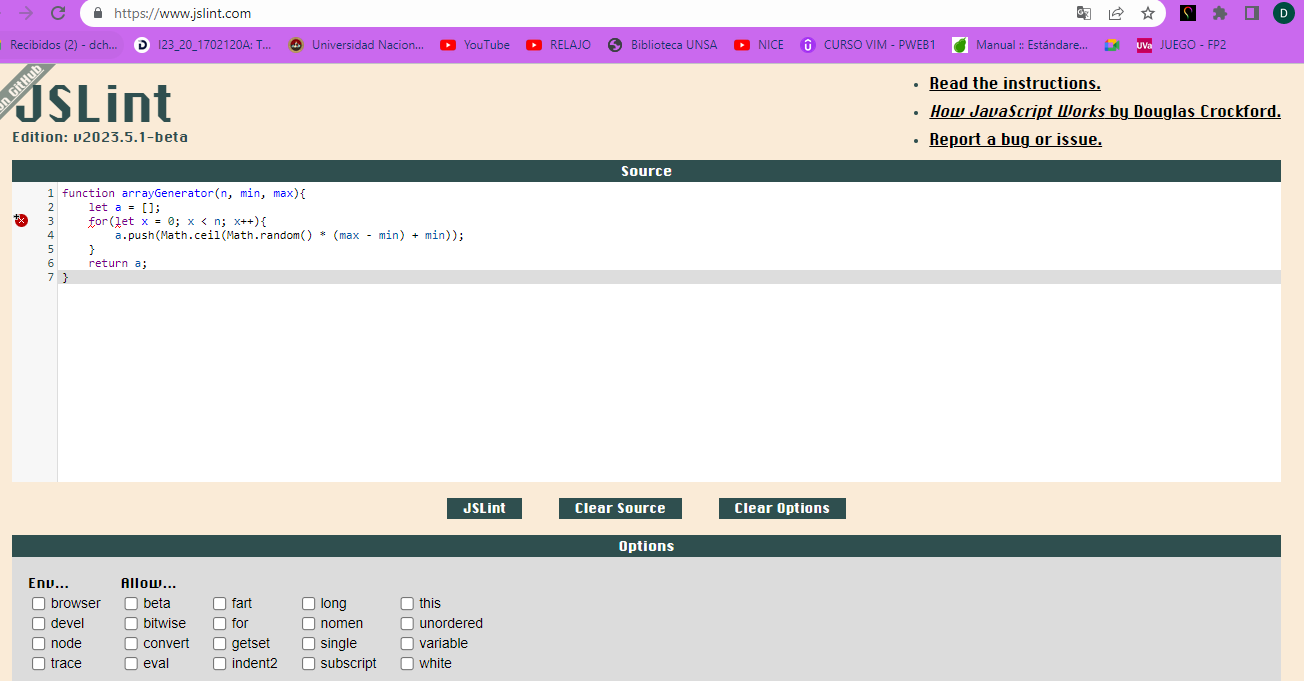 https://www.jslint.com
D
Recibidos (2) - dch...
I23_20_1702120A: T...
Universidad Nacion...
YouTube
RELAJO
Biblioteca UNSA
NICE
CURSO VIM - PWEB1
Manual :: Estándare...
UVa
JUEGO - FP2
on GitHub
JSLint
Edition: v2023.5.1-beta
• Read the instructions.
• How JavaScript Works by Douglas Crockford.
• Report a bug or issue.
Source
1 function arrayGenerator(n, min, max){
2     let a = [];
3     for(let x = 0; x < n; x++){
4         a.push(Math.ceil(Math.random() * (max - min) + min));
5     }
6     return a;
7 }
JSLint
Clear Source
Clear Options
Options
Env... Allow...
browser beta fart long this
devel bitwise for nomen unordered
node convert getset single variable
trace eval indent2 subscript white